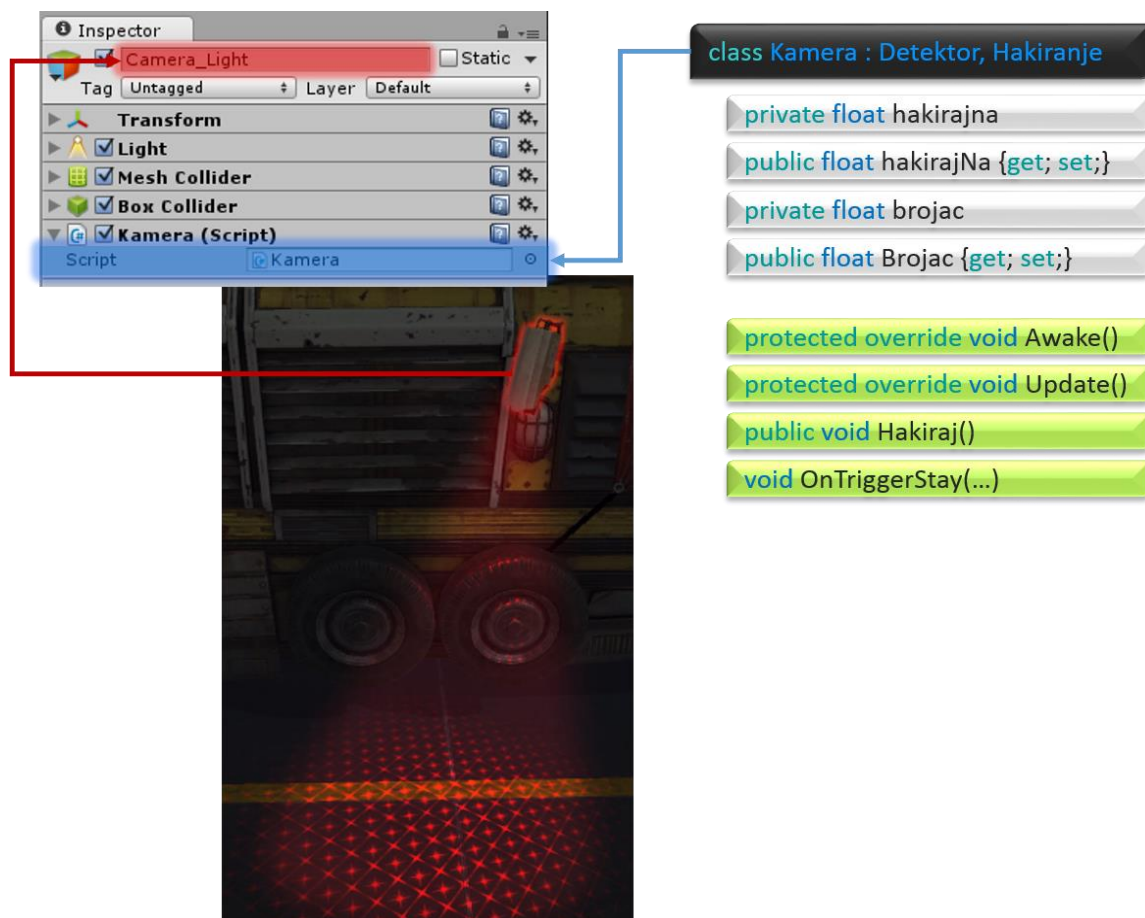 Inspector
Camera_Light
Static
Tag Untagged Layer Default
Transform
Light
Mesh Collider
Box Collider
Kamera (Script)
Script Kamera
class Kamera : Detektor, Hakiranje
private float hakirajna
public float hakirajNa {get; set;}
private float brojac
public float Brojac {get; set;}
protected override void Awake()
protected override void Update()
public void Hakiraj()
void OnTriggerStay(...)